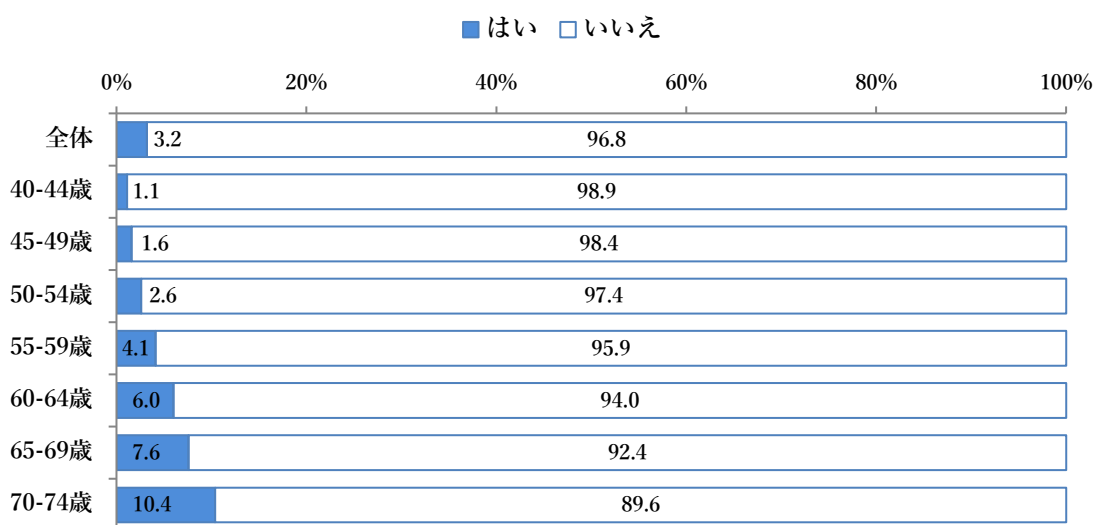 はい いいえ
0% 20% 40% 60% 80% 100%
全体 3.2 96.8
40-44歳 1.1 98.9
45-49歳 1.6 98.4
50-54歳 2.6 97.4
55-59歳 4.1 95.9
60-64歳 6.0 94.0
65-69歳 7.6 92.4
70-74歳 10.4 89.6